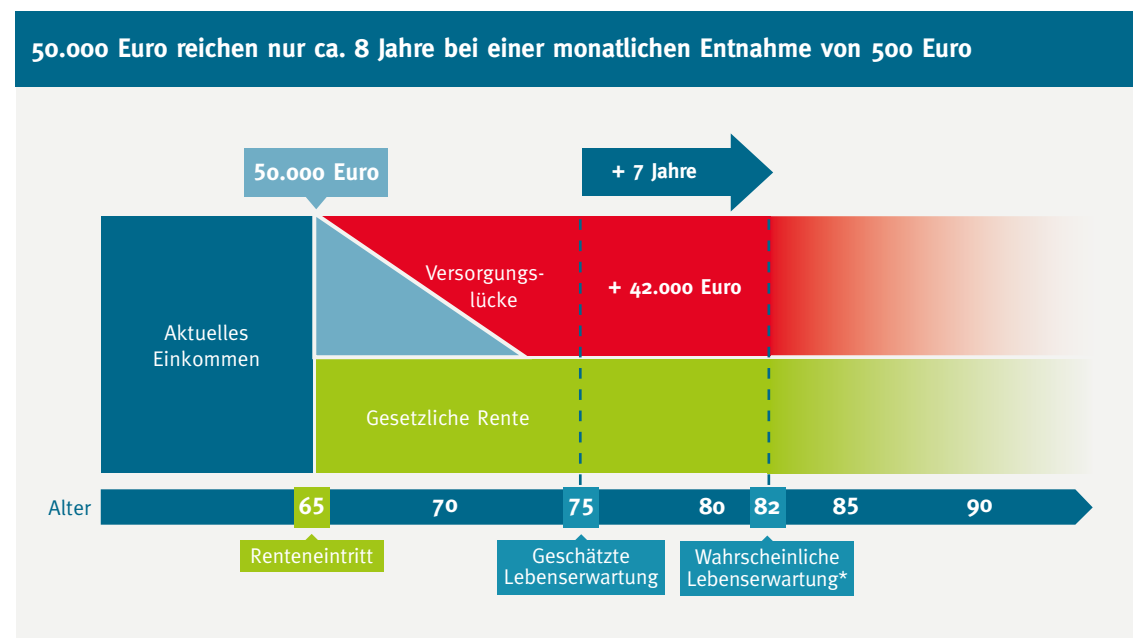 50.000 Euro reichen nur ca. 8 Jahre bei einer monatlichen Entnahme von 500 Euro
50.000 Euro
+ 7 Jahre
Versorgungs-
lücke
+ 42.000 Euro
Aktuelles
Einkommen
Gesetzliche Rente
Alter
65
70
75
80
82
85
90
Renteneintritt
Geschätzte
Lebenserwartung
Wahrscheinliche
Lebenserwartung*